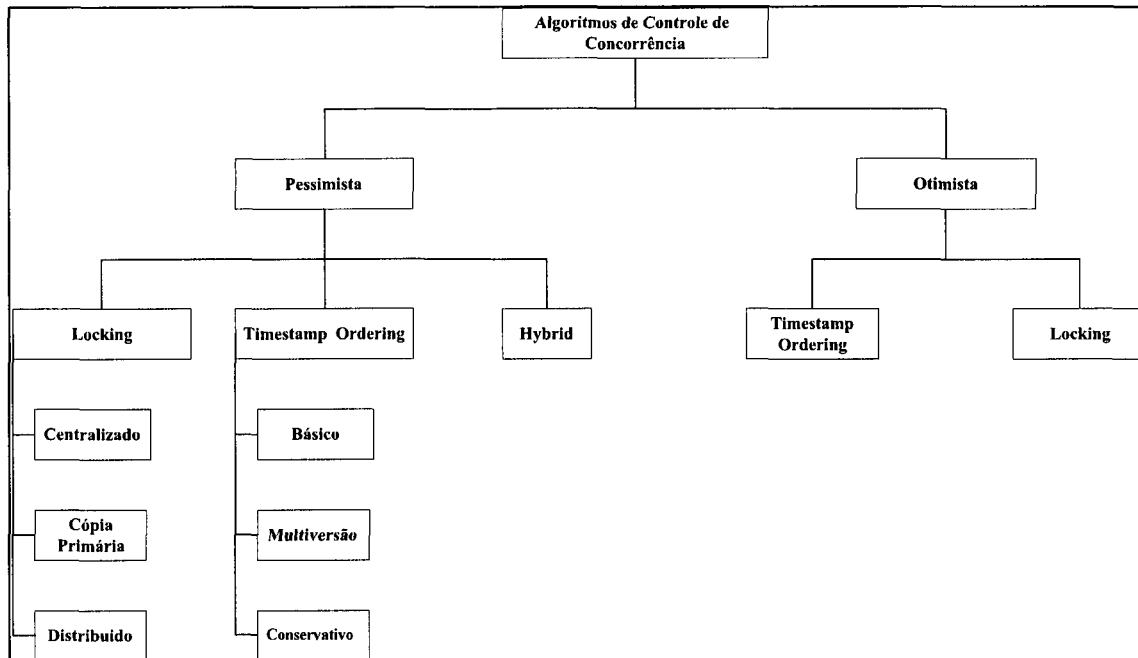 Algoritmos de Controle de
Concorrência
Pessimista
Otimista
Locking
Timestamp Ordering
Hybrid
Timestamp
Ordering
Locking
Centralizado
Básico
Cópia
Primária
Multiversão
Distribuido
Conservativo